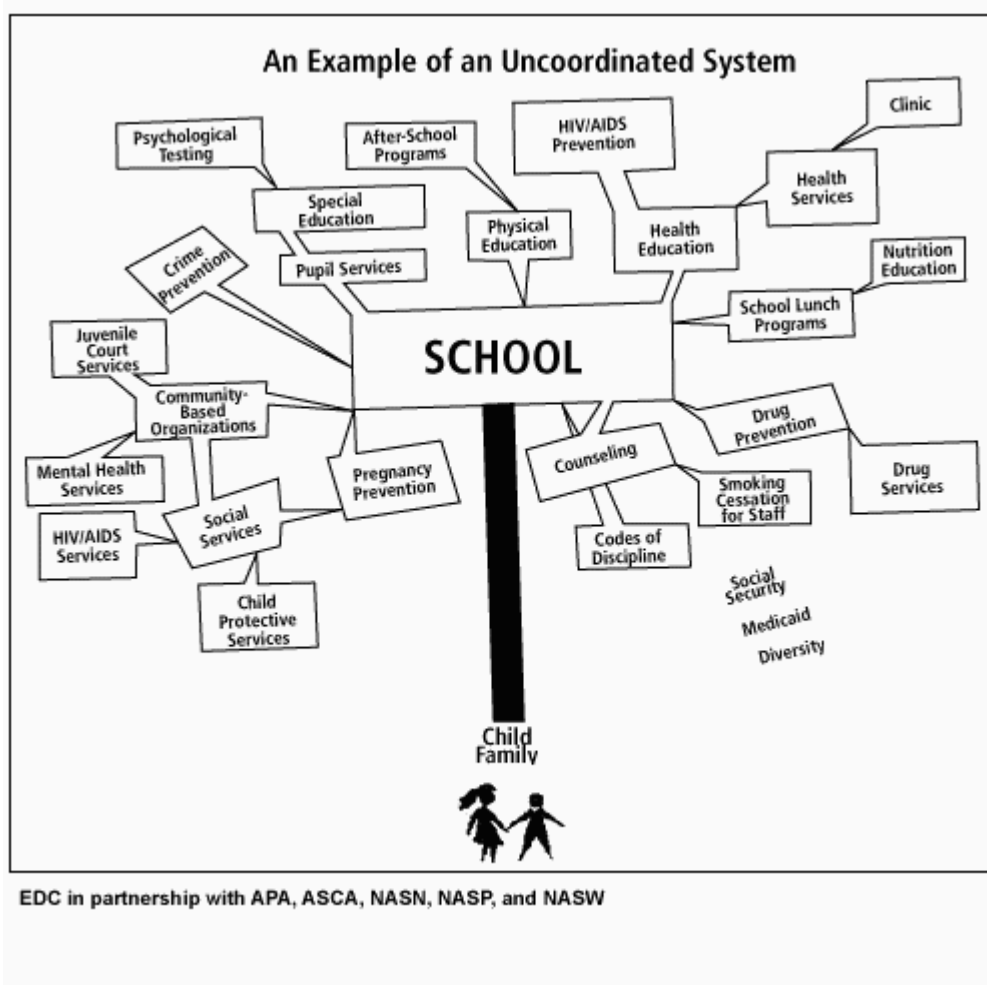 An Example of an Uncoordinated System
Psychological
Testing
After-School
Programs
HIV/AIDS
Prevention
Clinic
Special
Education
Physical
Education
Health
Education
Health
Services
Crime
Prevention
Pupil Services
Nutrition
Education
School Lunch
Programs
SCHOOL
Juvenile
Court
Services
Community-
Based
Organizations
Mental Health
Services
Pregnancy
Prevention
Counseling
Drug
Prevention
Drug
Services
Smoking
Cessation
for Staff
HIV/AIDS
Services
Social
Services
Codes of
Discipline
Child
Protective
Services
Social
Security
Medicaid
Diversity
Child
Family
EDC in partnership with APA, ASCA, NASN, NASP, and NASW